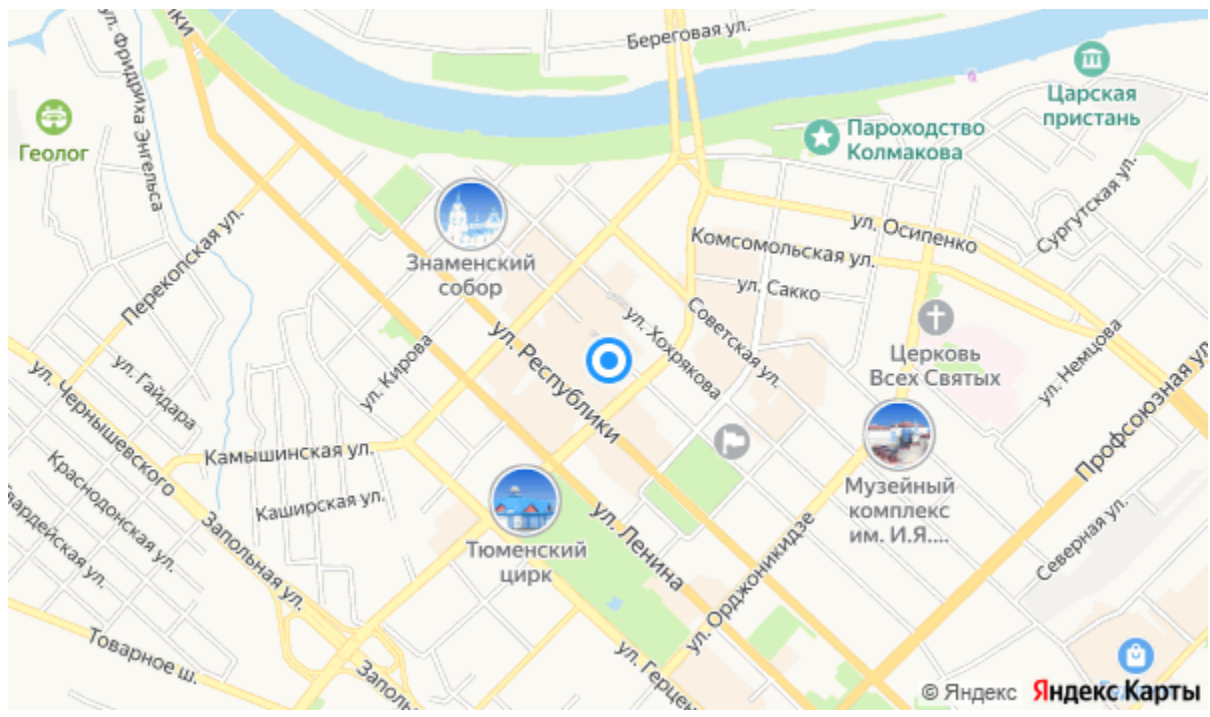 Береговая ул.
ул. Фридриха Энгельса
Геолог
Царская
пристань
Пароходство
Колмакова
Сургутская ул.
ул. Осипенко
Комсомольская ул.
Перекопская ул.
Знаменский
собор
ул. Сакко
ул. Хохрякова
Советская ул.
ул. Республики
Церковь
Всех Святых
ул. Немцова
Профсоюзная ул.
ул. Кирова
ул. Гайдара
ул. Чернышевского
Камышинская ул.
Краснодонская ул.
Каширская ул.
Запольная ул.
Музейный
комплекс
им. И.Я....
Тюменский
цирк
ул. Ленина
ул. Орджоникидзе
Северная ул.
Товарное ш.
© Яндекс Яндекс Карты